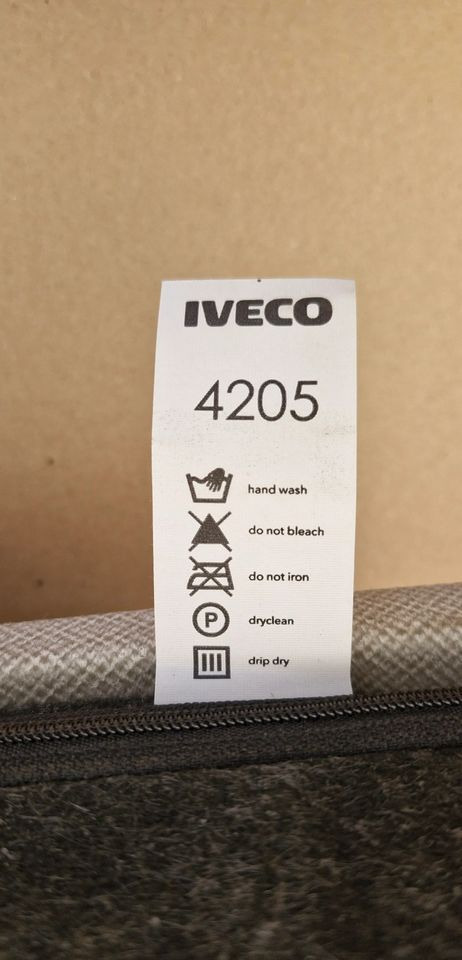 IVECO
4205
hand wash
do not bleach
do not iron
P dryclean
drip dry